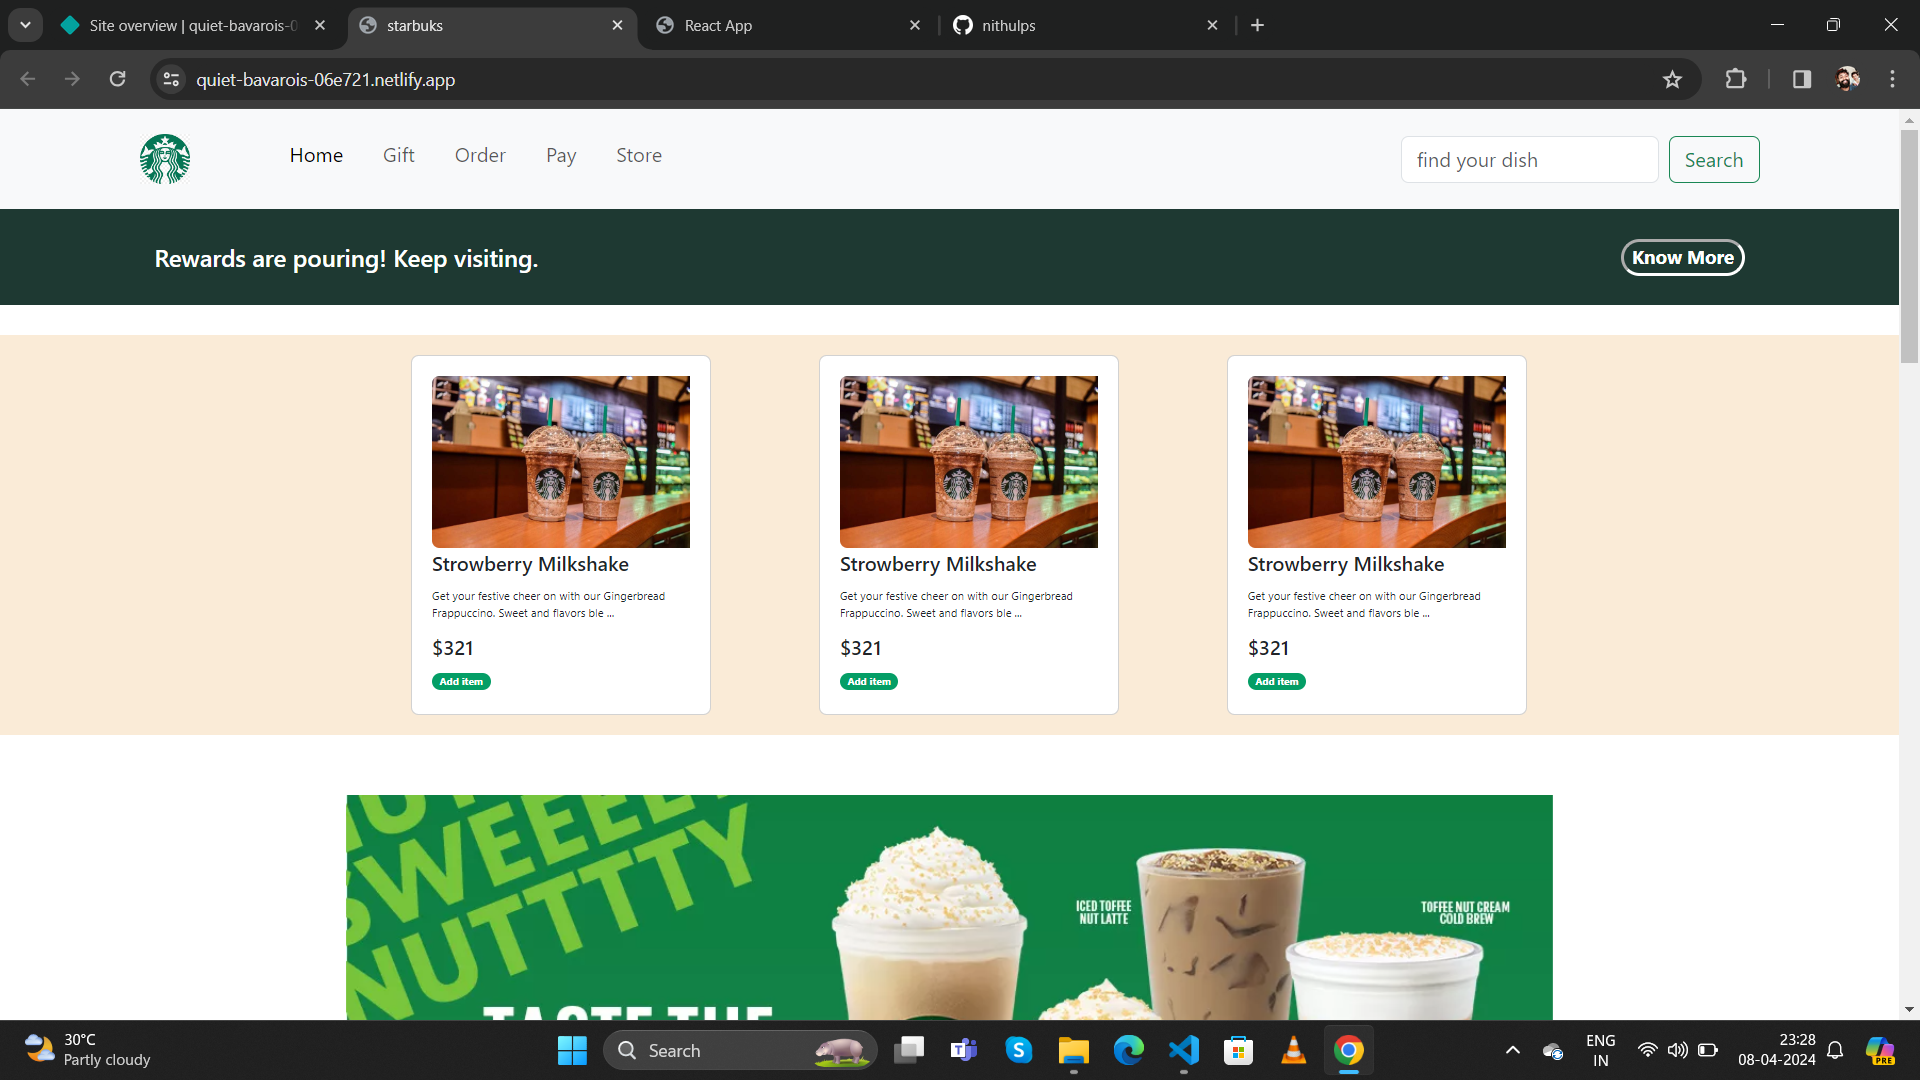 Site overview | quiet-bavarois-0
starbuks
React App
nithulps
quiet-bavarois-06e721.netlify.app
Home
Gift
Order
Pay
Store
find your dish
Search
Rewards are pouring! Keep visiting.
Know More
Strowberry Milkshake
Get your festive cheer on with our Gingerbread
Frappuccino. Sweet and flavors ble ...
$321
Add item
Strowberry Milkshake
Get your festive cheer on with our Gingerbread
Frappuccino. Sweet and flavors ble ...
$321
Add item
Strowberry Milkshake
Get your festive cheer on with our Gingerbread
Frappuccino. Sweet and flavors ble ...
$321
Add item
SWEEE
NUTTTTY
ICED TOFFEE
NUT LATTE
TOFFEE NUT CREAM
COLD BREW
TASTE THE
30°C
Partly cloudy
Search
ENG
IN
23:28
08-04-2024
PRE